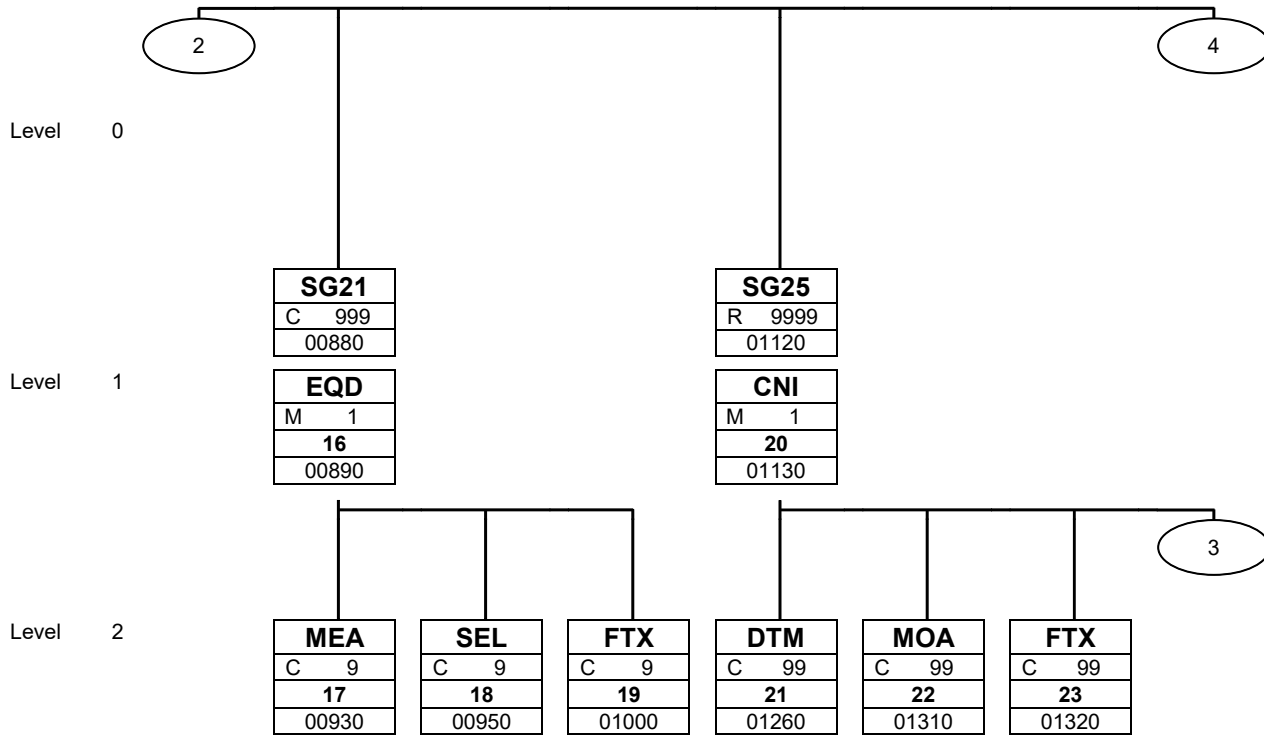 2
4
Level 0
SG21
C 999
00880
SG25
R 9999
01120
Level 1
EQD
M 1
16
00890
CNI
M 1
20
01130
3
Level 2
MEA
C 9
17
00930
SEL
C 9
18
00950
FTX
C 9
19
01000
DTM
C 99
21
01260
MOA
C 99
22
01310
FTX
C 99
23
01320